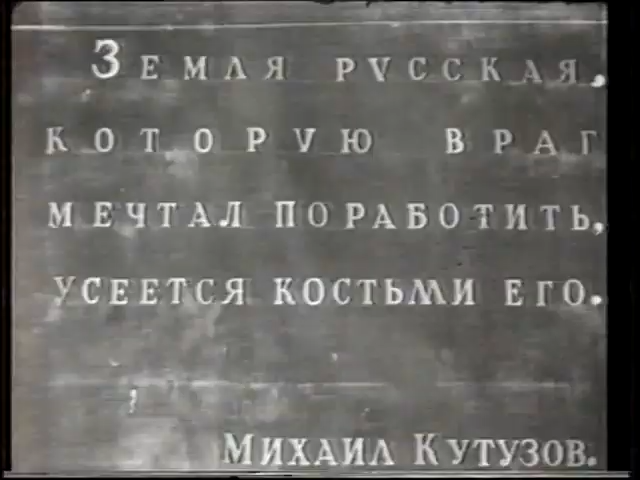 Земля русская,
которую враг
мечтал поработить,
усеется костьми его.
Михаил Кутузов.